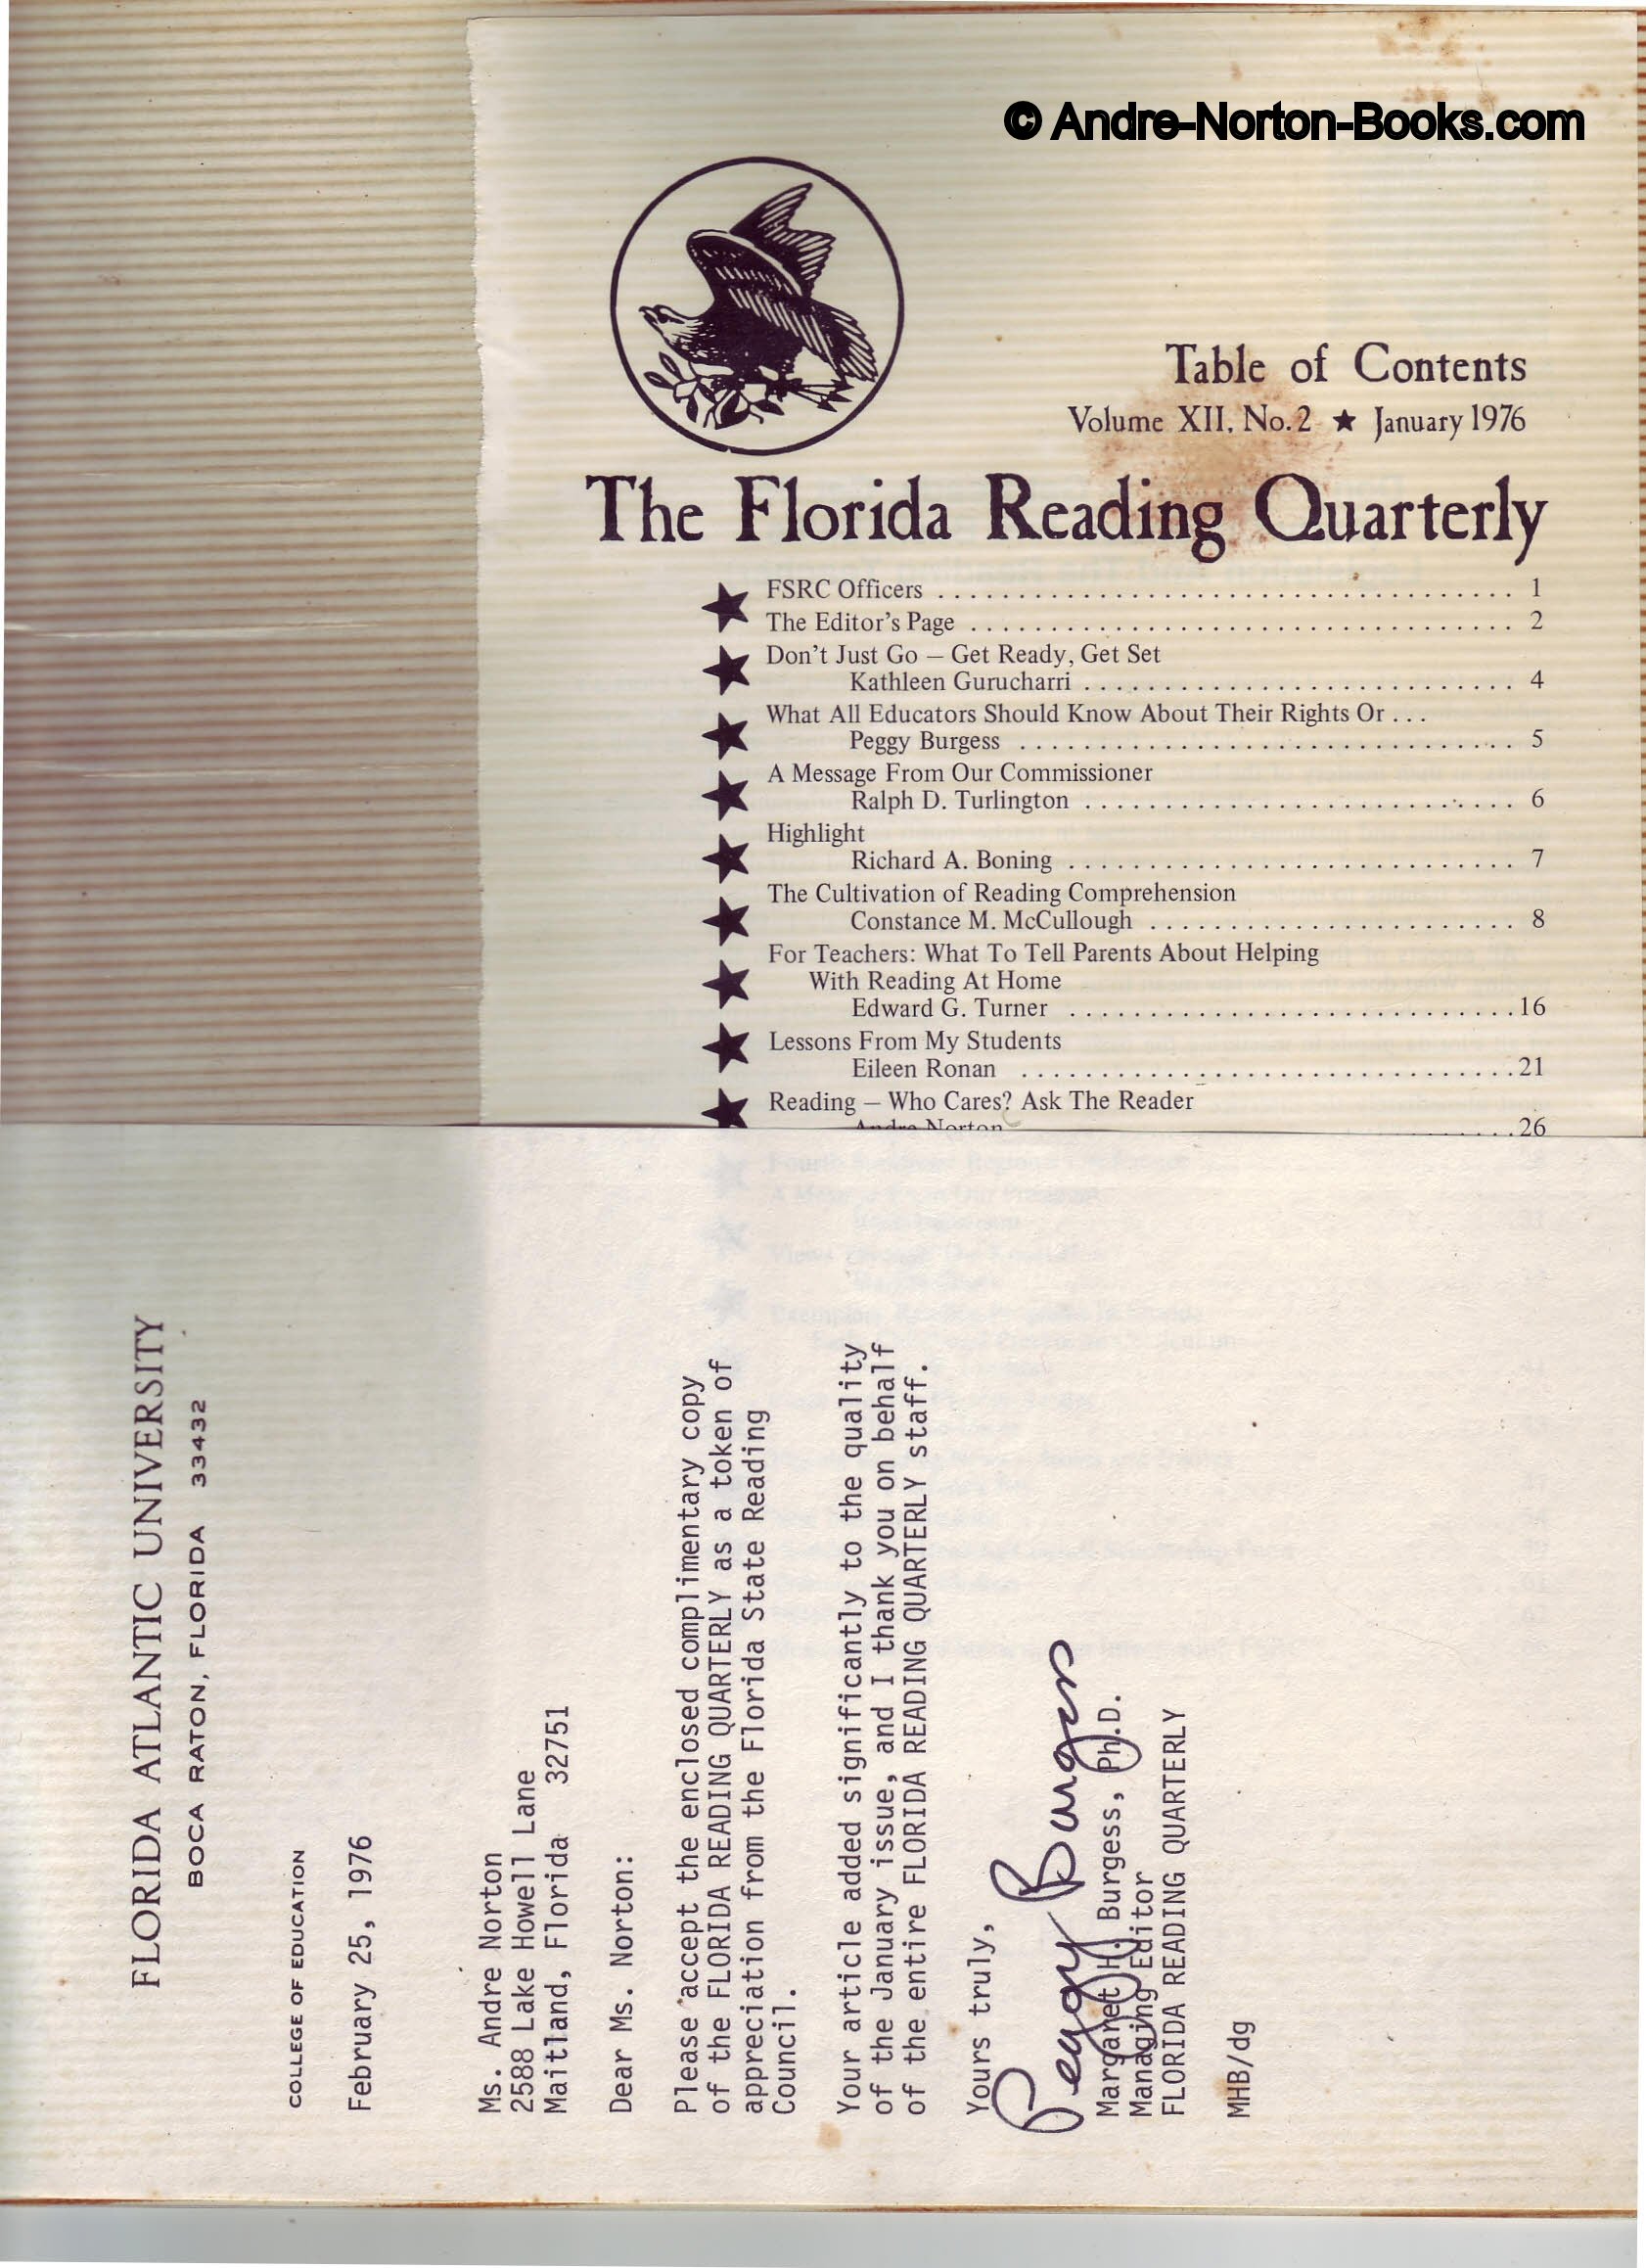 © Andre-Norton-Books.com
Table of Contents
Volume XII, No. 2 ★ January 1976
The Florida Reading Quarterly
FSRC Officers . . . . . . . . . . 1
The Editor's Page . . . . . . . . . . 2
Don't Just Go – Get Ready, Get Set
Kathleen Gurucharri . . . . . . . . . . 4
What All Educators Should Know About Their Rights Or . . .
Peggy Burgess . . . . . . . . . . 5
A Message From Our Commissioner
Ralph D. Turlington . . . . . . . . . . 6
Highlight
Richard A. Boning . . . . . . . . . . 7
The Cultivation of Reading Comprehension
Constance M. McCullough . . . . . . . . . . 8
For Teachers: What To Tell Parents About Helping
With Reading At Home
Edward G. Turner . . . . . . . . . . 16
Lessons From My Students
Eileen Ronan . . . . . . . . . . 21
Reading – Who Cares? Ask The Reader
Andre Norton . . . . . . . . . . 26
FLORIDA ATLANTIC UNIVERSITY
BOCA RATON, FLORIDA 33432
COLLEGE OF EDUCATION
February 25, 1976
Ms. Andre Norton
2588 Lake Howell Lane
Maitland, Florida 32751
Dear Ms. Norton:
Please accept the enclosed complimentary copy
of the FLORIDA READING QUARTERLY as a token of
appreciation from the Florida State Reading
Council.
Your article added significantly to the quality
of the January issue, and I thank you on behalf
of the entire FLORIDA READING QUARTERLY staff.
Yours truly,
Peggy Burgess
Margaret H. Burgess, Ph.D.
Managing Editor
FLORIDA READING QUARTERLY
MHB/dg